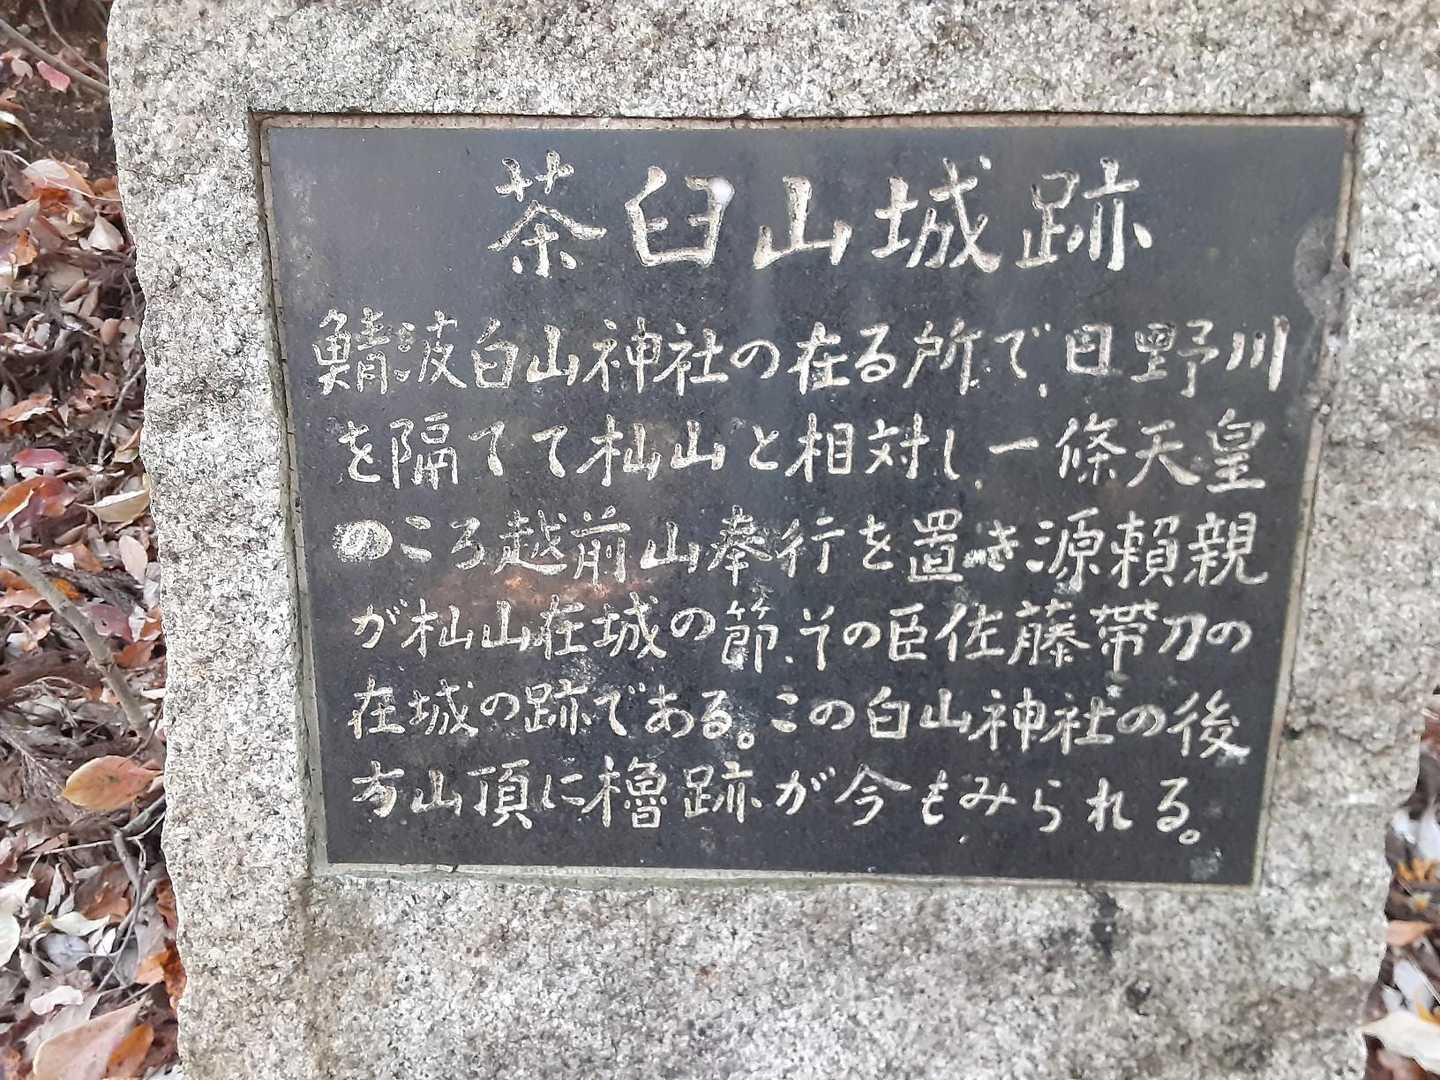 茶臼山城跡
鯖波白山神社の在る所で、日野川
を隔てて杣山と相対し、一條天皇
のころ越前山奉行を置き源頼親
が杣山在城の節、その臣佐藤帯刀の
在城の跡である。この白山神社の後
方山頂に櫓跡が今もみられる。